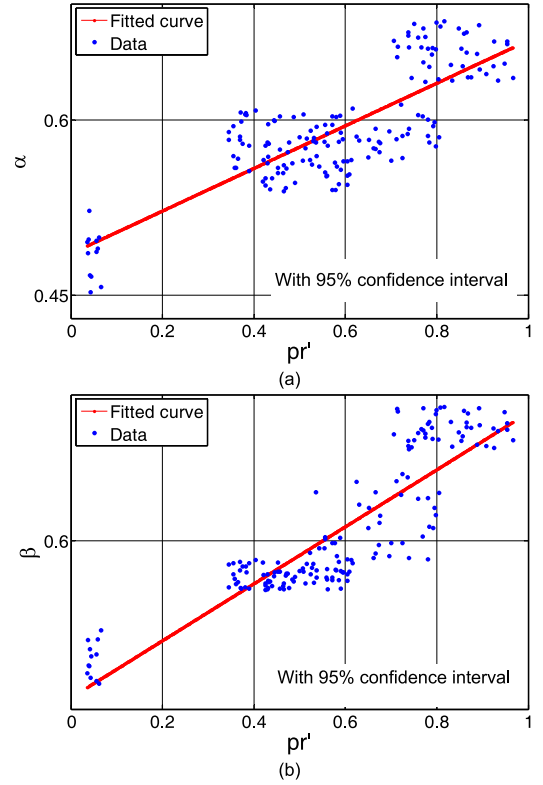 Fitted curve
Data
0.6
α
0.45
With 95% confidence interval
0 0.2 0.4 0.6 0.8 1
pr'
(a)
Fitted curve
Data
0.6
β
With 95% confidence interval
0 0.2 0.4 0.6 0.8 1
pr'
(b)